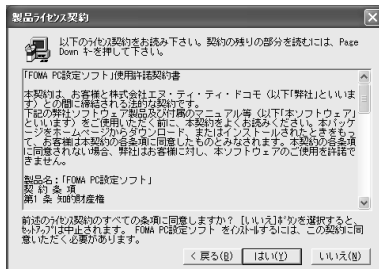 製品ライセンス契約
以下のライセンス契約をお読み下さい。契約の残りの部分を読むには、Page
Down キーを押して下さい。
「FOMA PC設定ソフト」使用許諾契約書
本契約は、お客様と株式会社エヌ・ティ・ティ・ドコモ（以下「弊社」といいま
す）との間に締結される法的な契約です。
下記の弊社ソフトウェア製品及び付属のマニュアル等（以下「本ソフトウェア」
といいます）をご使用いただく前に、本契約をよくお読みください。本パッケ
ージをホームページからダウンロード、またはインストールされたときをもっ
て、お客様は本契約の各条項に同意したものとみなされます。本契約の各条項
に同意されない場合、弊社はお客様に対し、本ソフトウェアのご使用を許諾で
きません。
製品名：「FOMA PC設定ソフト」
契 約 条 項
第1 条 知的財産権
前述のライセンス契約のすべての条項に同意しますか？ [いいえ]ボタンを選択すると、
セットアップは中止されます。 FOMA PC設定ソフト をインストールするには、この契約に同
意いただく必要があります。
< 戻る(B)
はい(Y)
いいえ(N)